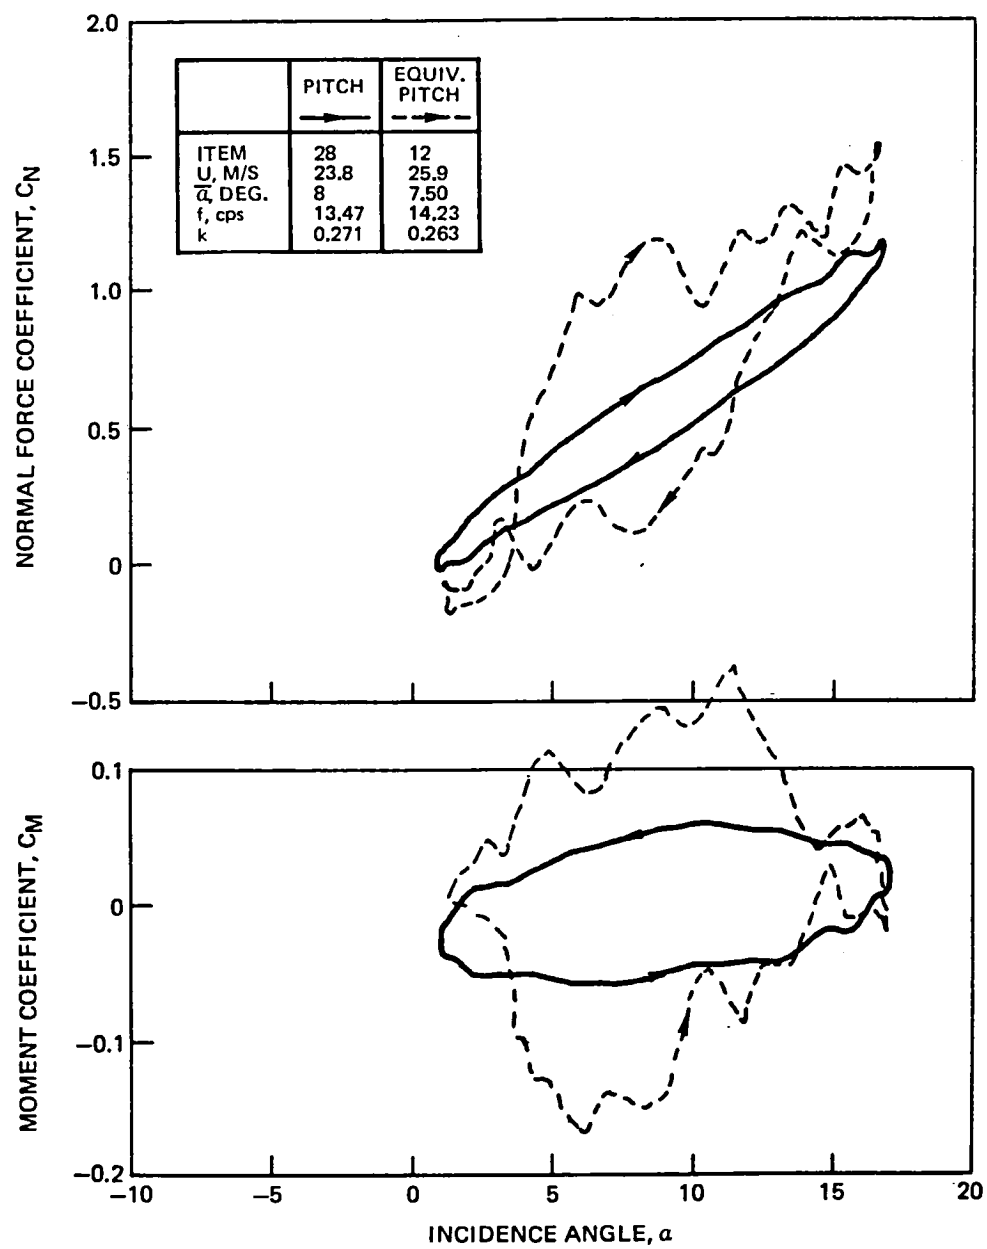 2.0
1.5
1.0
0.5
0
−0.5
NORMAL FORCE COEFFICIENT, CN
PITCH EQUIV. PITCH
ITEM 28 12
U, M/S 23.8 25.9
α̅, DEG. 8 7.50
f, cps 13.47 14.23
k 0.271 0.263
0.1
0
−0.1
−0.2
MOMENT COEFFICIENT, CM
−10 −5 0 5 10 15 20
INCIDENCE ANGLE, α